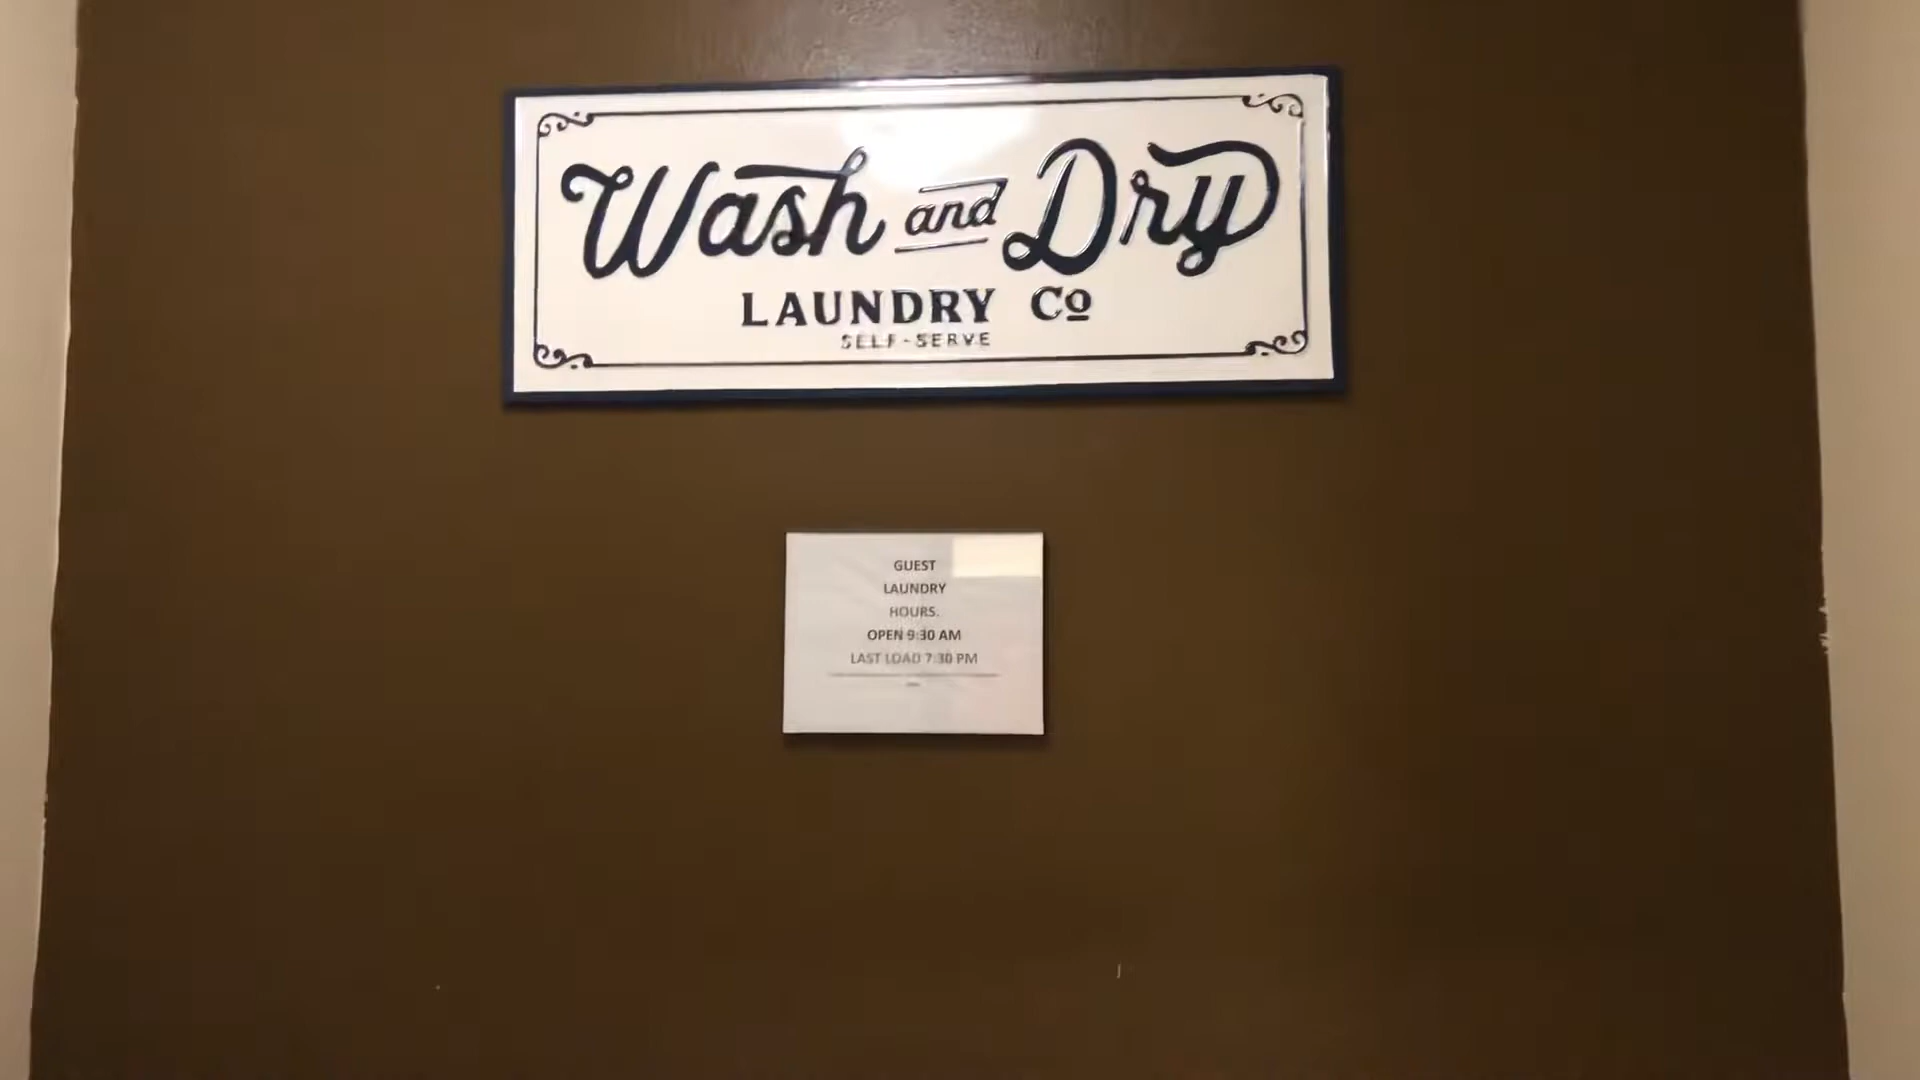 Wash and Dry
LAUNDRY Co
SELF-SERVE
GUEST
LAUNDRY
HOURS.
OPEN 9:30 AM
LAST LOAD 7:30 PM